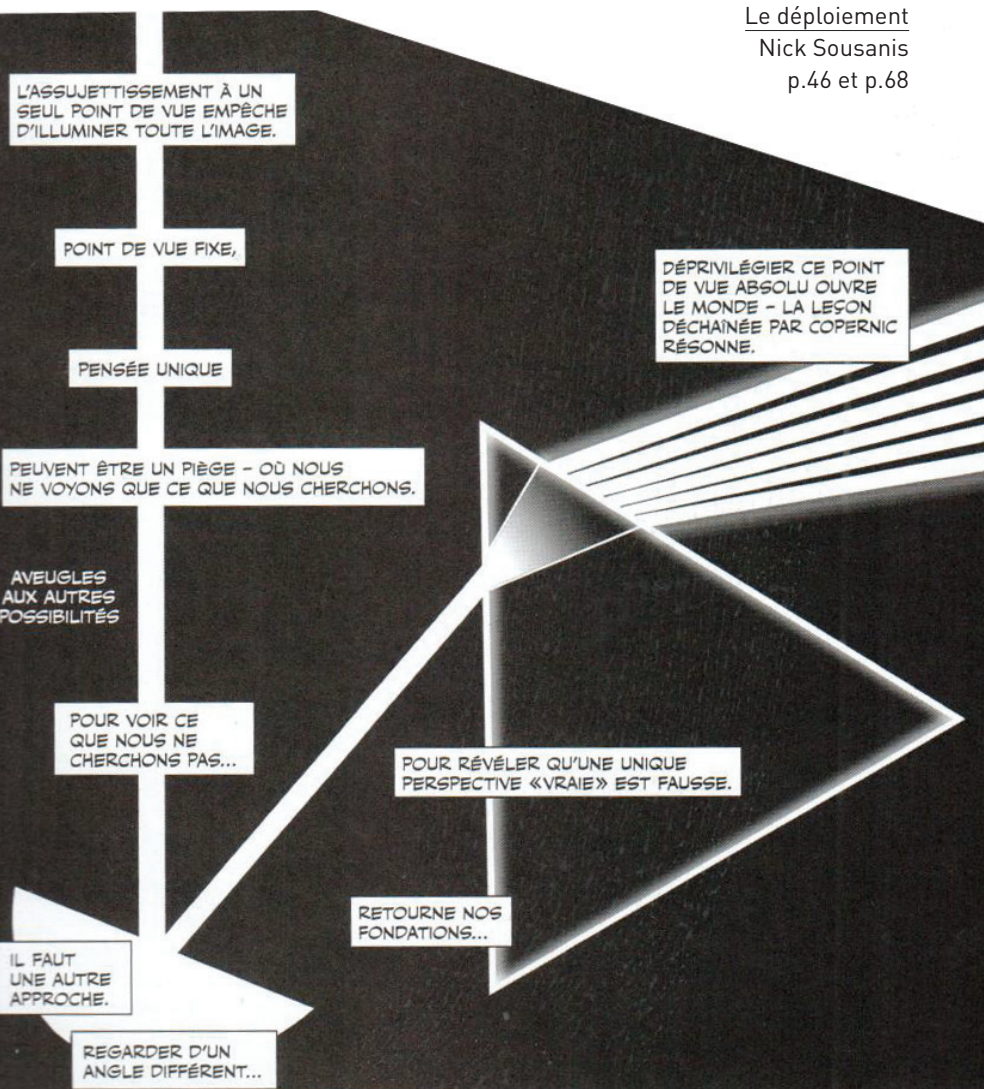 Le déploiement
Nick Sousanis
p.46 et p.68
L'ASSUJETTISSEMENT À UN
SEUL POINT DE VUE EMPÊCHE
D'ILLUMINER TOUTE L'IMAGE.
POINT DE VUE FIXE,
PENSÉE UNIQUE
PEUVENT ÊTRE UN PIÈGE – OÙ NOUS
NE VOYONS QUE CE QUE NOUS CHERCHONS.
AVEUGLES
AUX AUTRES
POSSIBILITÉS
POUR VOIR CE
QUE NOUS NE
CHERCHONS PAS...
IL FAUT
UNE AUTRE
APPROCHE.
REGARDER D'UN
ANGLE DIFFÉRENT...
RETOURNE NOS
FONDATIONS...
POUR RÉVÉLER QU'UNE UNIQUE
PERSPECTIVE «VRAIE» EST FAUSSE.
DÉPRIVILÉGIER CE POINT
DE VUE ABSOLU OUVRE
LE MONDE – LA LEÇON
DÉCHAÎNÉE PAR COPERNIC
RÉSONNE.